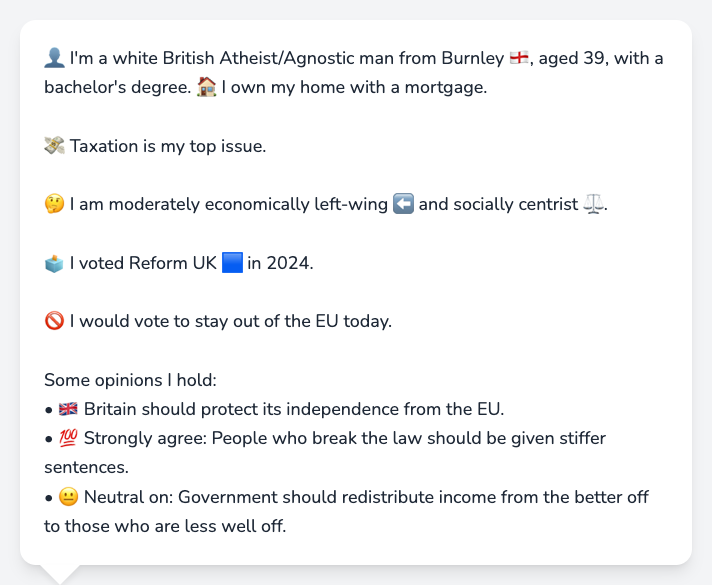 👤 I'm a white British Atheist/Agnostic man from Burnley 🏴󠁧󠁢󠁥󠁮󠁧󠁿, aged 39, with a
bachelor's degree. 🏠 I own my home with a mortgage.
💸 Taxation is my top issue.
🤔 I am moderately economically left-wing ⬅️ and socially centrist ⚖️.
🗳️ I voted Reform UK 🟦 in 2024.
🚫 I would vote to stay out of the EU today.
Some opinions I hold:
• 🇬🇧 Britain should protect its independence from the EU.
• 💯 Strongly agree: People who break the law should be given stiffer
sentences.
• 😐 Neutral on: Government should redistribute income from the better off
to those who are less well off.